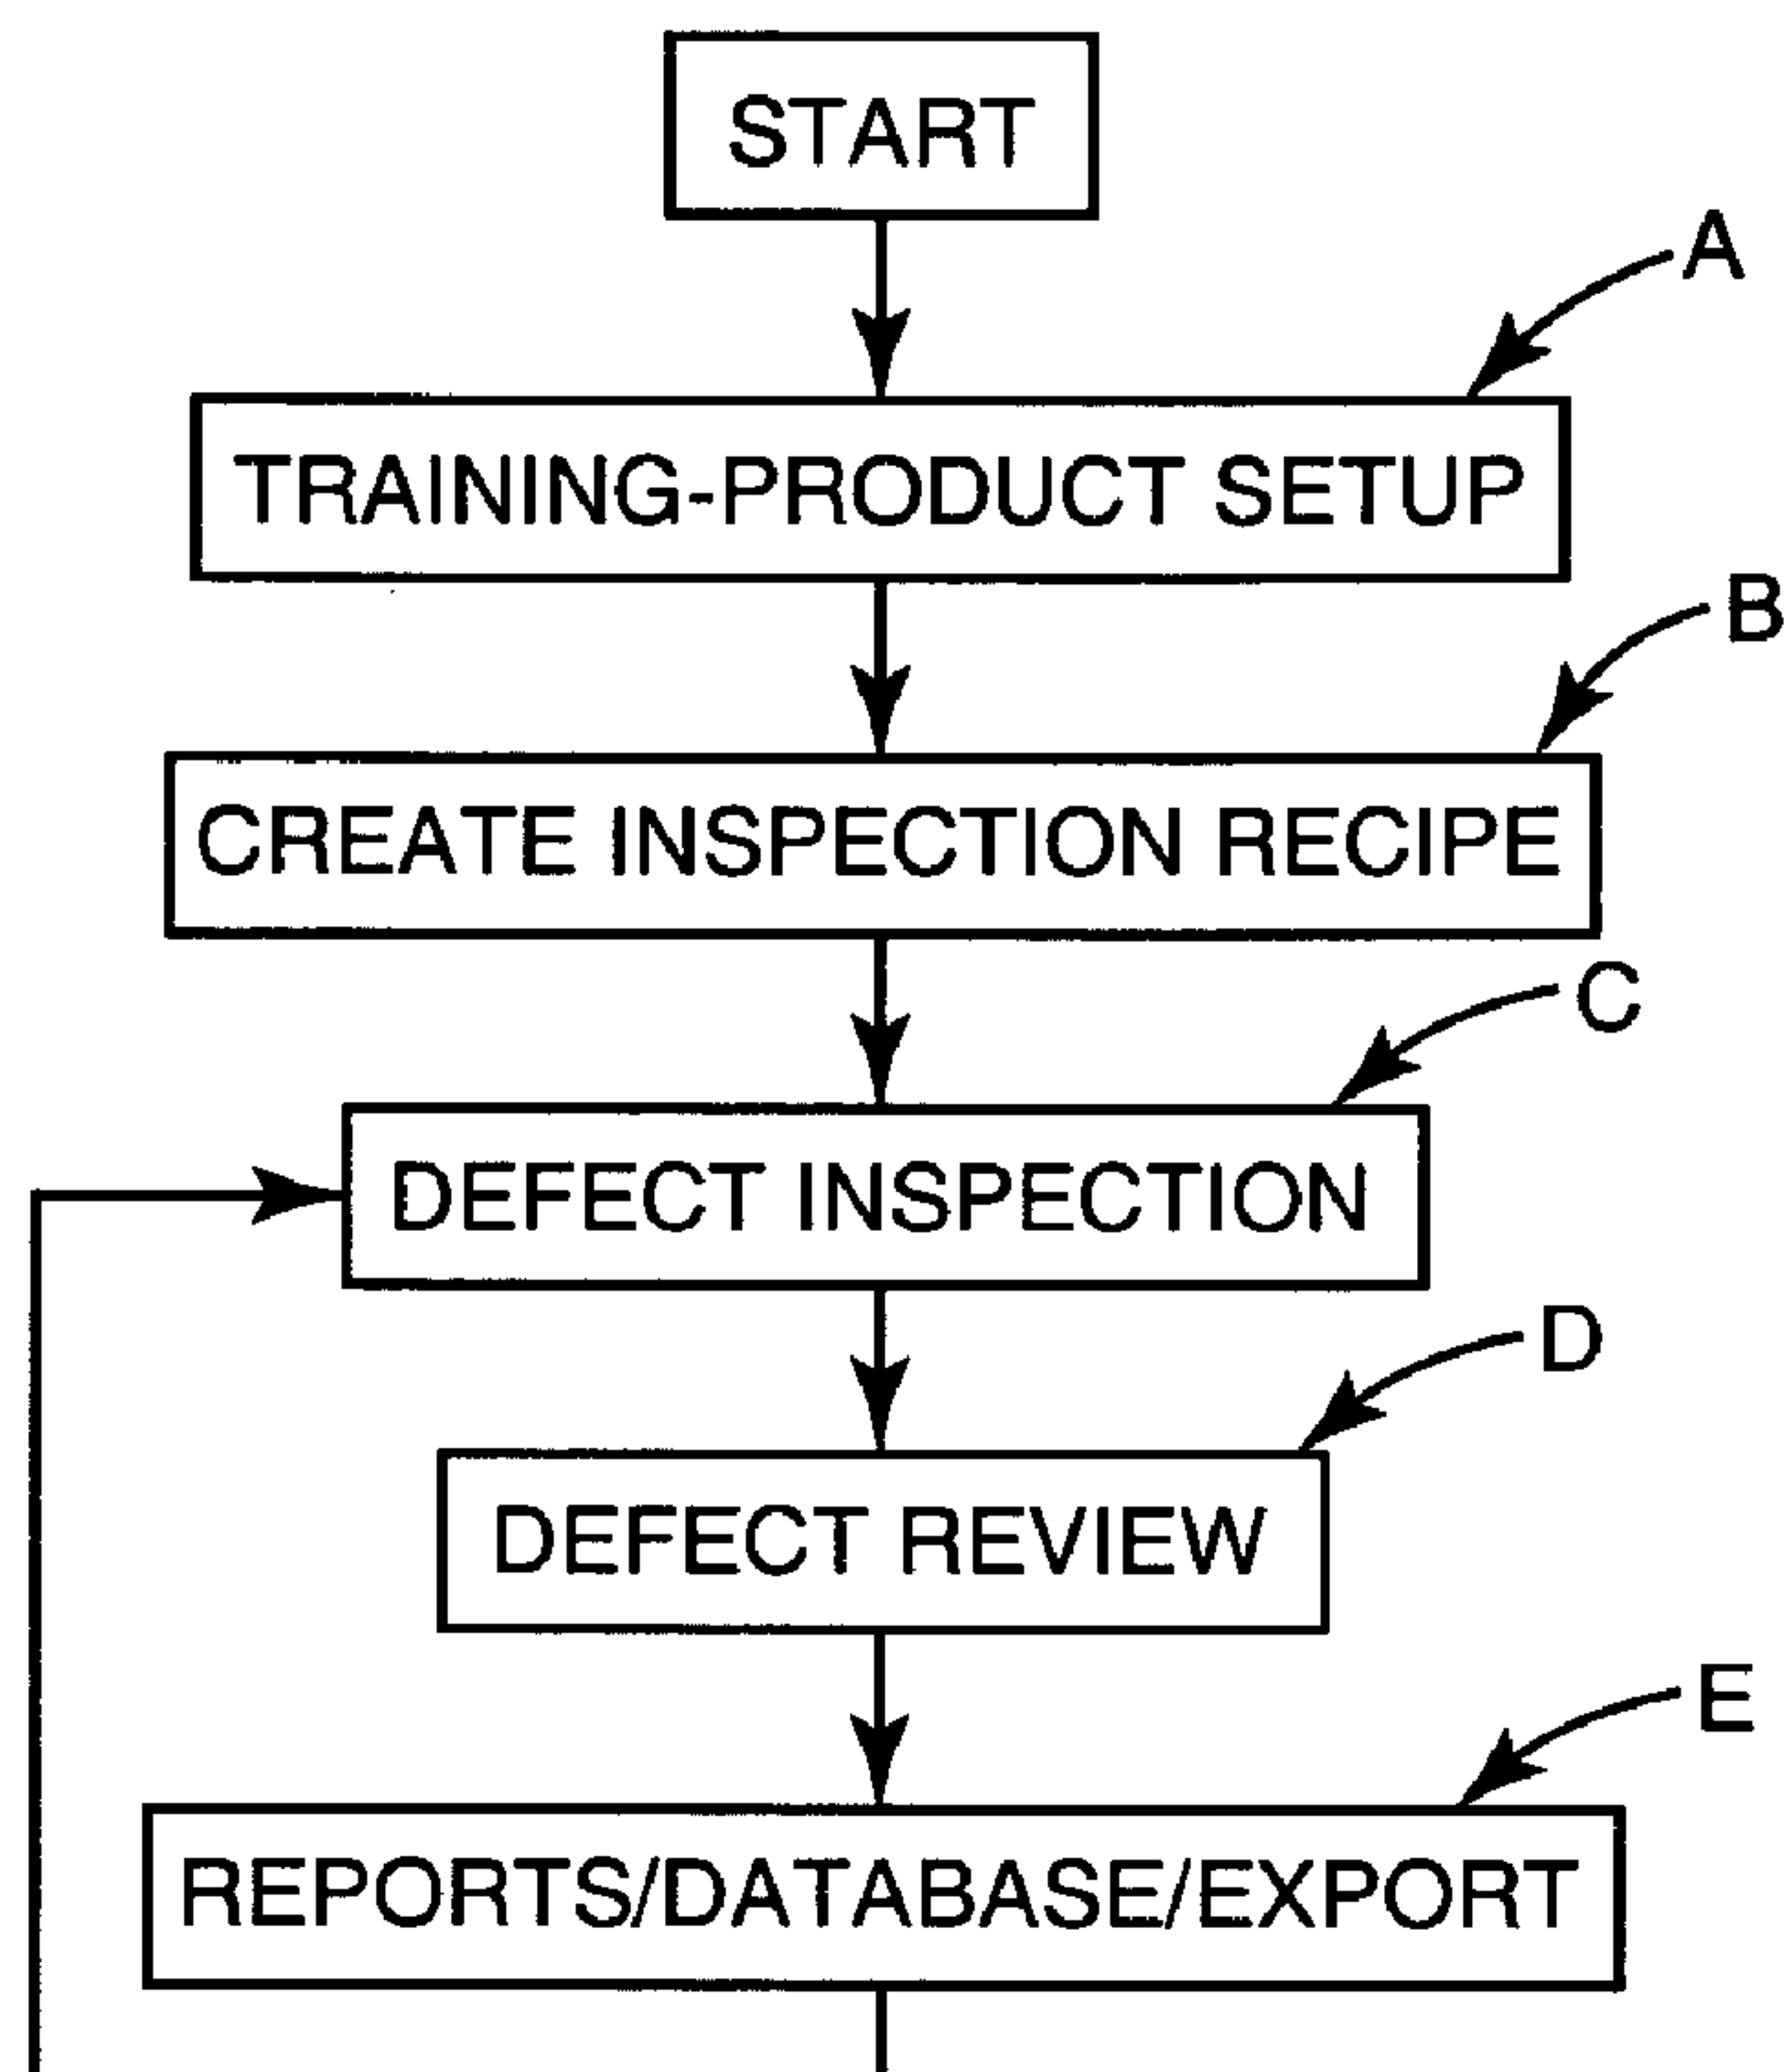 START
A
TRAINING-PRODUCT SETUP
B
CREATE INSPECTION RECIPE
C
DEFECT INSPECTION
D
DEFECT REVIEW
E
REPORTS/DATABASE/EXPORT